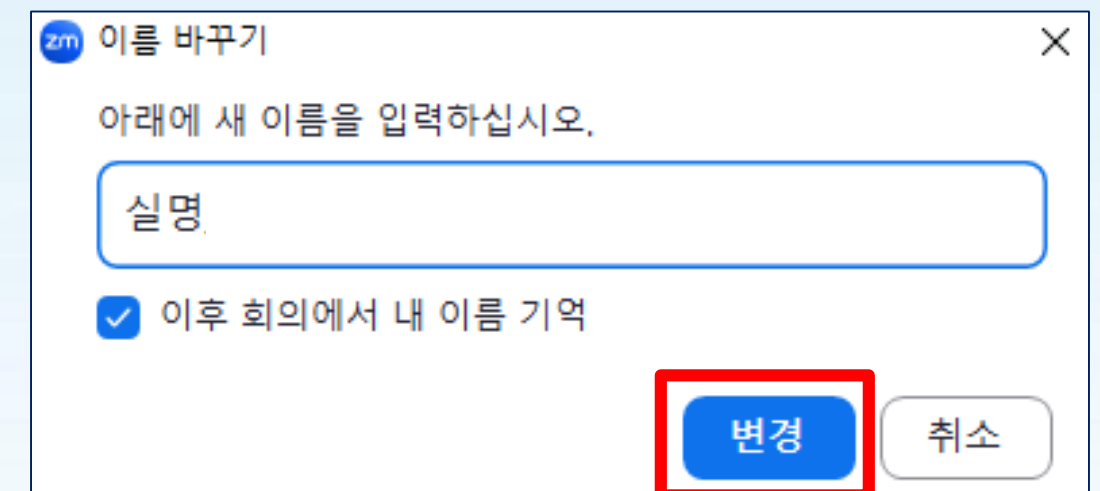 zm 이름 바꾸기
아래에 새 이름을 입력하십시오.
실명
이후 회의에서 내 이름 기억
변경 취소